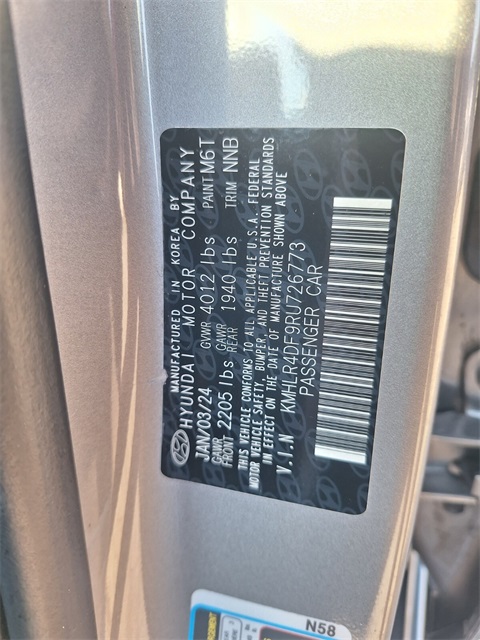 MANUFACTURED IN KOREA BY
HYUNDAI MOTOR COMPANY
JAN/03/24 GVWR 4012 lbs PAINT M6T
GAWR FRONT 2205 lbs GAWR REAR 1940 lbs TRIM NNB
THIS VEHICLE CONFORMS TO ALL APPLICABLE U.S.A. FEDERAL
MOTOR VEHICLE SAFETY, BUMPER, AND THEFT PREVENTION STANDARDS
IN EFFECT ON THE DATE OF MANUFACTURE SHOWN ABOVE
V.I.N KMHLR4DF9RU726773
PASSENGER CAR
N58